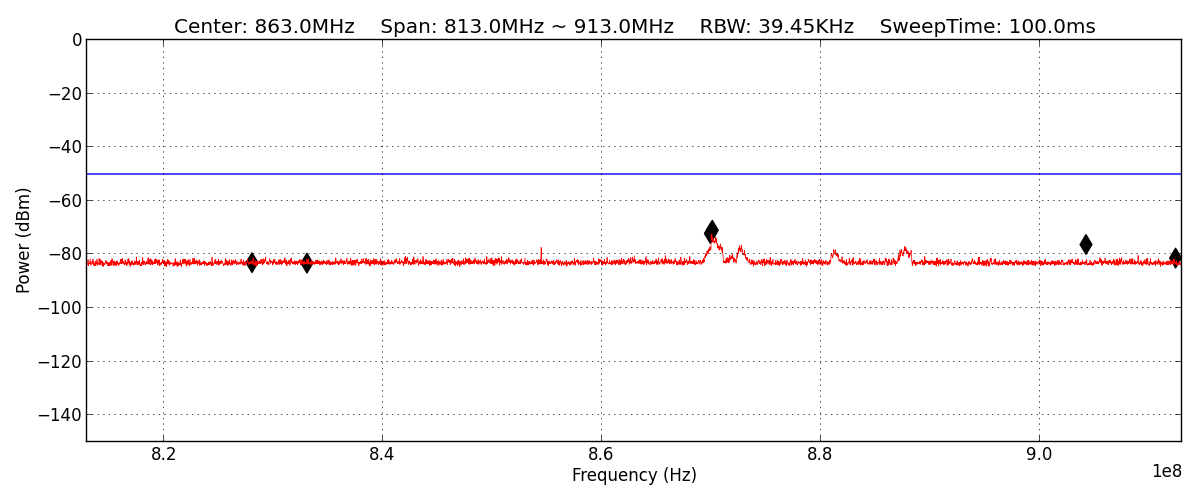 Center: 863.0MHz    Span: 813.0MHz ~ 913.0MHz    RBW: 39.45KHz    SweepTime: 100.0ms
0
−20
−40
−60
−80
−100
−120
−140
Power (dBm)
8.2 8.4 8.6 8.8 9.0
1e8
Frequency (Hz)